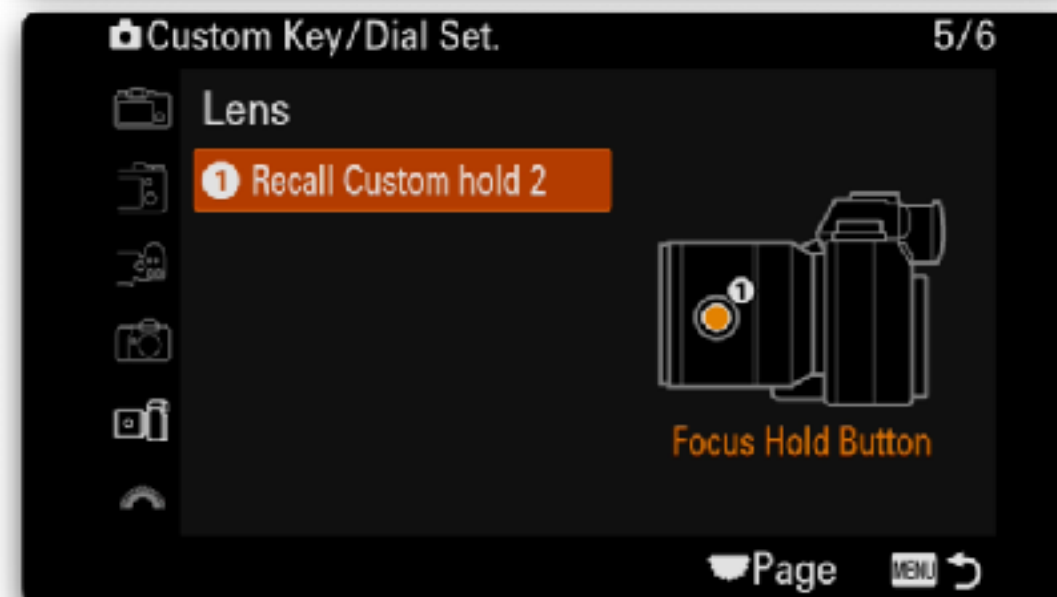 Custom Key/Dial Set. 5/6
Lens
1 Recall Custom hold 2
1
Focus Hold Button
Page MENU